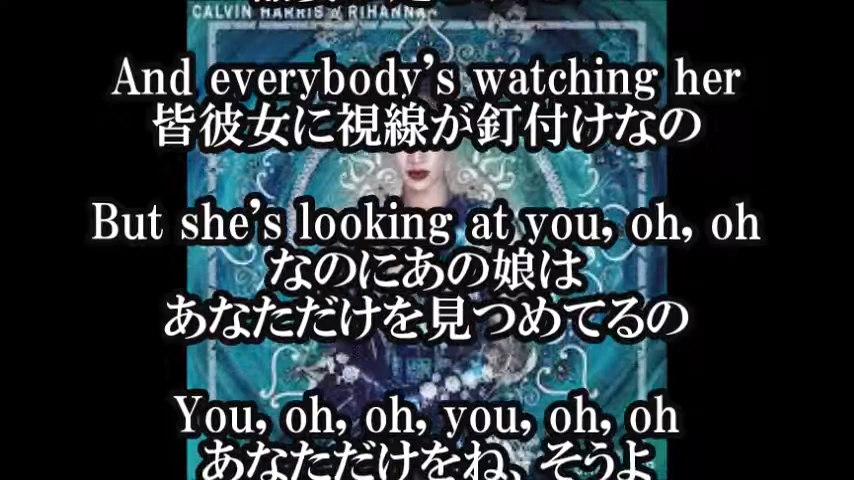 CALVIN HARRIS // RIHANNA
And everybody's watching her
皆彼女に視線が釘付けなの
But she's looking at you, oh, oh
なのにあの娘は
あなただけを見つめてるの
You, oh, oh, you, oh, oh
あなただけをね、そうよ